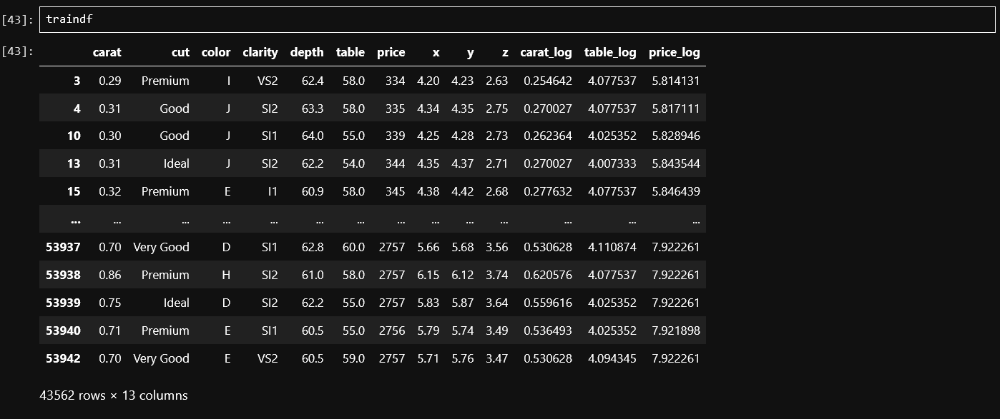 [43]: traindf
[43]: carat cut color clarity depth table price x y z carat_log table_log price_log
3 0.29 Premium I VS2 62.4 58.0 334 4.20 4.23 2.63 0.254642 4.077537 5.814131
4 0.31 Good J SI2 63.3 58.0 335 4.34 4.35 2.75 0.270027 4.077537 5.817111
10 0.30 Good J SI1 64.0 55.0 339 4.25 4.28 2.73 0.262364 4.025352 5.828946
13 0.31 Ideal J SI2 62.2 54.0 344 4.35 4.37 2.71 0.270027 4.007333 5.843544
15 0.32 Premium E I1 60.9 58.0 345 4.38 4.42 2.68 0.277632 4.077537 5.846439
... ... ... ... ... ... ... ... ... ... ... ... ... ...
53937 0.70 Very Good D SI1 62.8 60.0 2757 5.66 5.68 3.56 0.530628 4.110874 7.922261
53938 0.86 Premium H SI2 61.0 58.0 2757 6.15 6.12 3.74 0.620576 4.077537 7.922261
53939 0.75 Ideal D SI2 62.2 55.0 2757 5.83 5.87 3.64 0.559616 4.025352 7.922261
53940 0.71 Premium E SI1 60.5 55.0 2756 5.79 5.74 3.49 0.536493 4.025352 7.921898
53942 0.70 Very Good E VS2 60.5 59.0 2757 5.71 5.76 3.47 0.530628 4.094345 7.922261
43562 rows × 13 columns